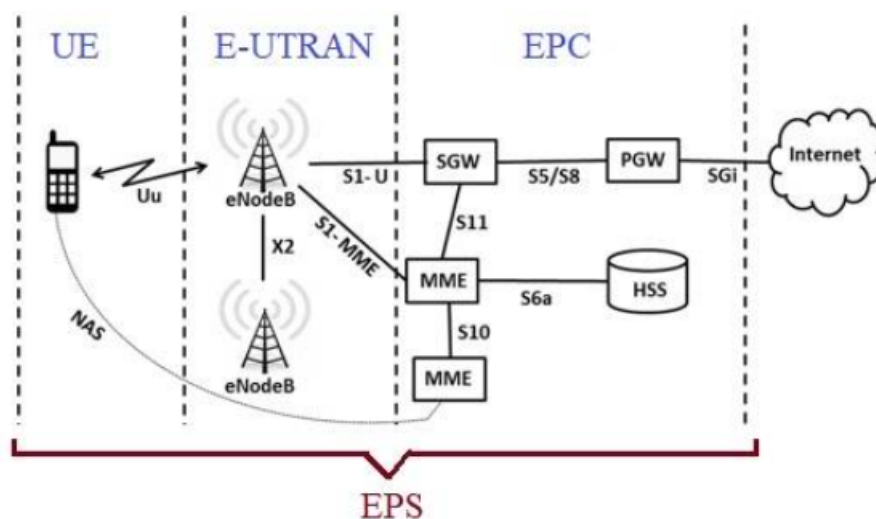 UE
E-UTRAN
EPC
SGW
PGW
Internet
S1- U
S5/S8
SGi
Uu
eNodeB
S11
X2
S1- MME
MME
S6a
HSS
NAS
S10
eNodeB
MME
EPS